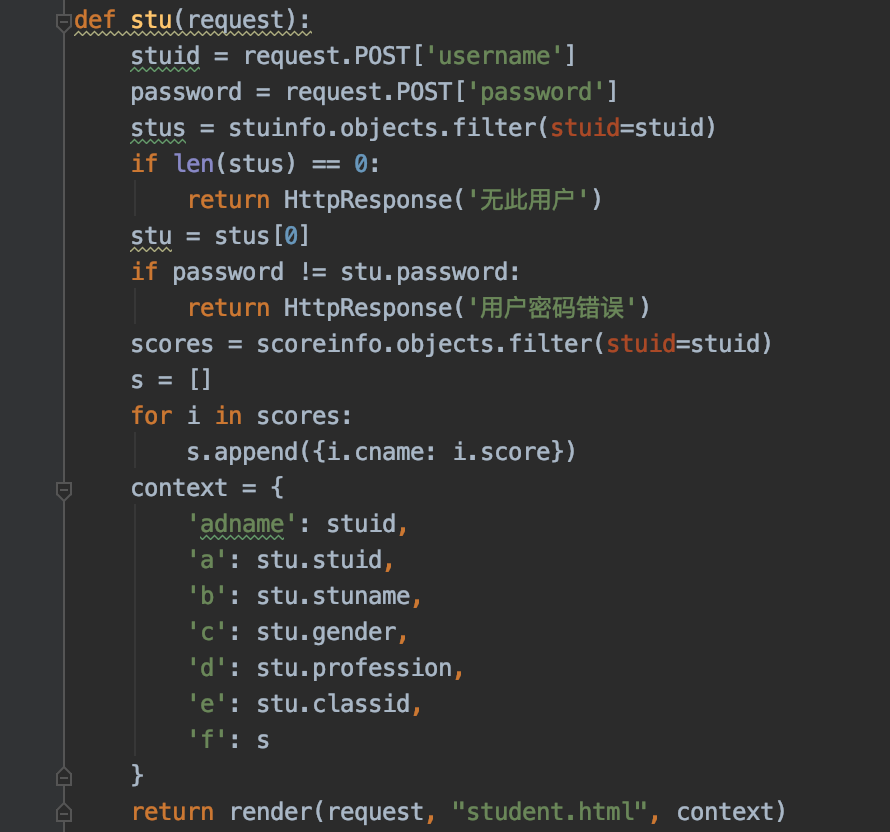 def stu(request):
    stuid = request.POST['username']
    password = request.POST['password']
    stus = stuinfo.objects.filter(stuid=stuid)
    if len(stus) == 0:
        return HttpResponse('无此用户')
    stu = stus[0]
    if password != stu.password:
        return HttpResponse('用户密码错误')
    scores = scoreinfo.objects.filter(stuid=stuid)
    s = []
    for i in scores:
        s.append({i.cname: i.score})
    context = {
        'adname': stuid,
        'a': stu.stuid,
        'b': stu.stuname,
        'c': stu.gender,
        'd': stu.profession,
        'e': stu.classid,
        'f': s
    }
    return render(request, "student.html", context)